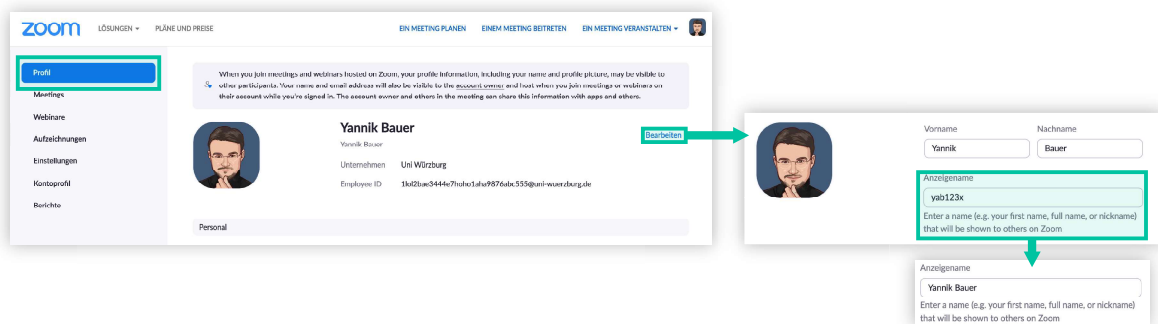 zoom LÖSUNGEN PLÄNE UND PREISE EIN MEETING PLANEN EINEM MEETING BEITRETEN EIN MEETING VERANSTALTEN
Profil
Meetings
Webinare
Aufzeichnungen
Einstellungen
Kontoprofil
Berichte
When you join meetings and webinars hosted on Zoom, your profile information, including your name and profile picture, may be visible to
other participants. Your name and email address will also be visible to the account owner and host when you join meetings or webinars on
their account while you're signed in. The account owner and others in the meeting can share this information with apps and others.
Yannik Bauer
Yannik Bauer
Bearbeiten
Unternehmen Uni Würzburg
Employee ID 1lol2bae3444e7hoho1aha9876abc555@uni-wuerzburg.de
Personal
Vorname Nachname
Yannik Bauer
Anzeigename
yab123x
Enter a name (e.g. your first name, full name, or nickname)
that will be shown to others on Zoom
Anzeigename
Yannik Bauer
Enter a name (e.g. your first name, full name, or nickname)
that will be shown to others on Zoom